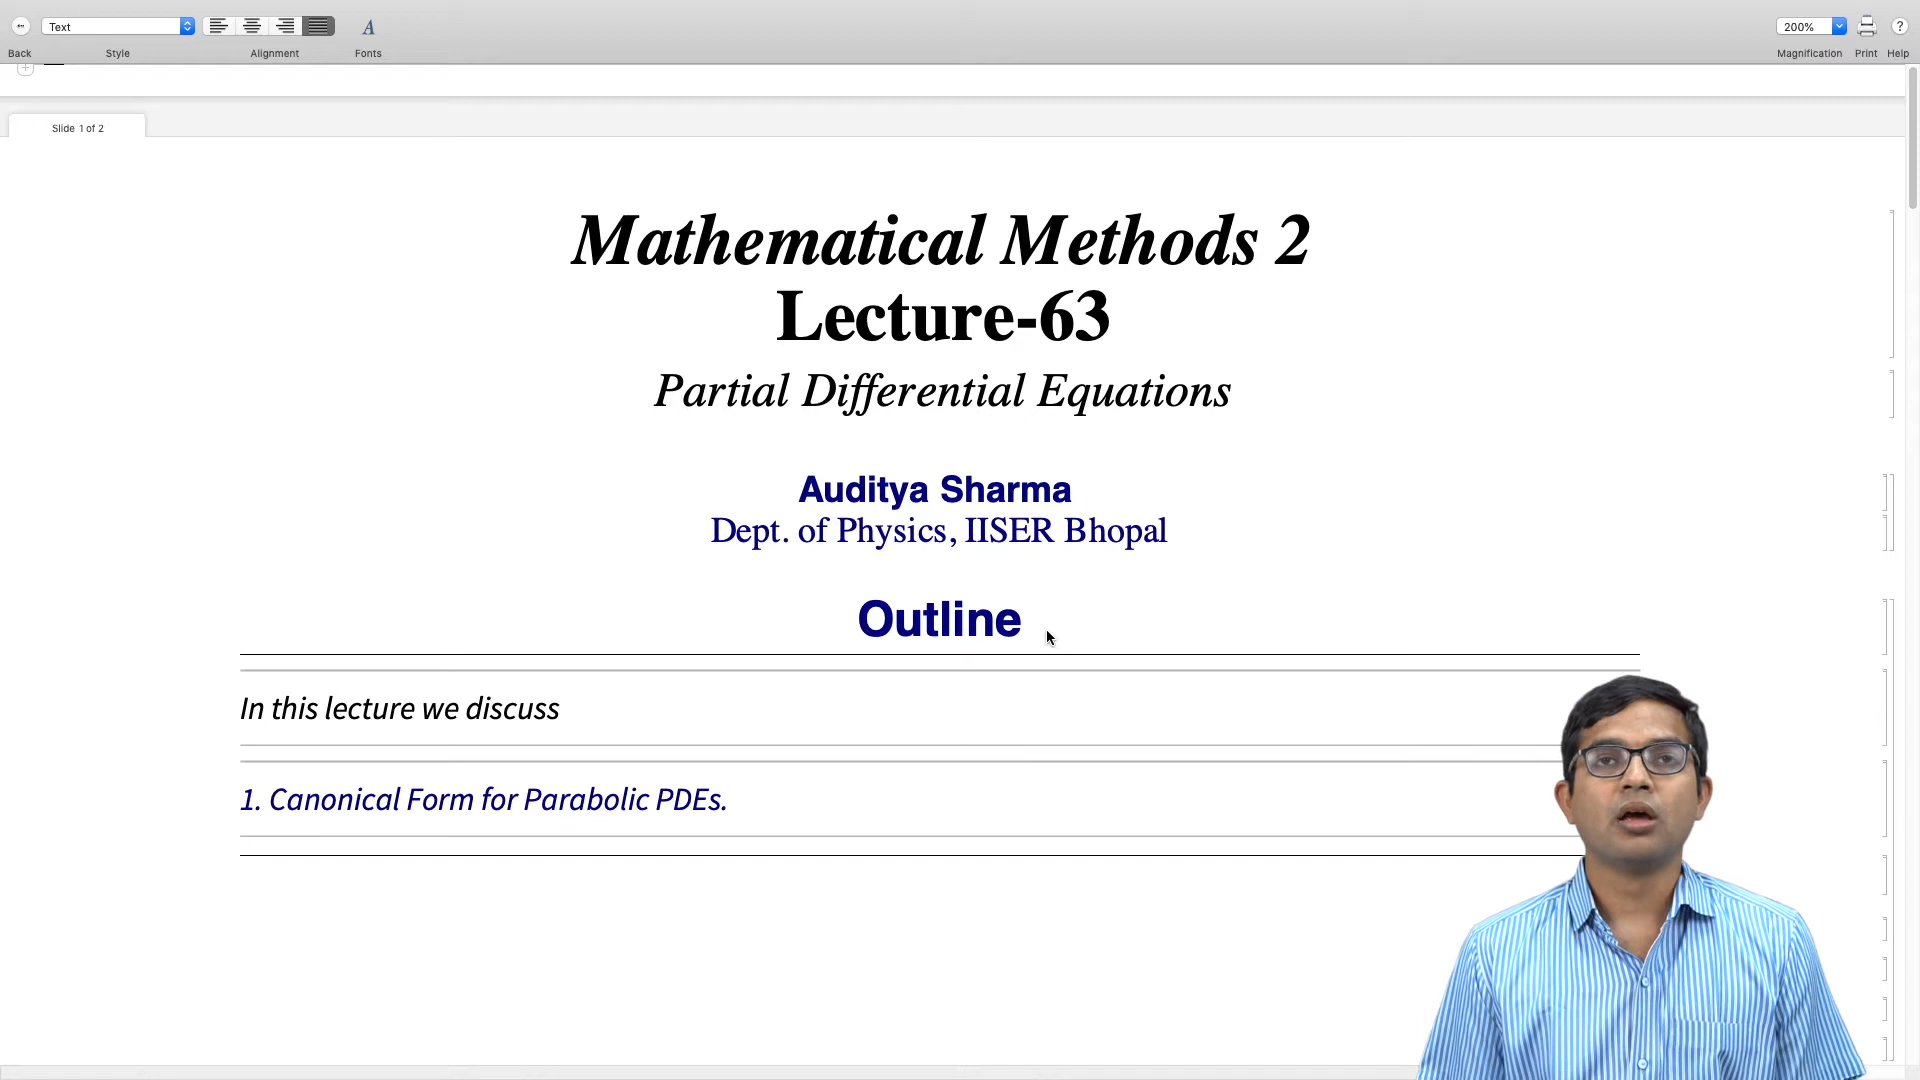 Text
200%
Back
Style
Alignment
Fonts
Magnification
Print
Help
Slide 1 of 2
Mathematical Methods 2
Lecture-63
Partial Differential Equations
Auditya Sharma
Dept. of Physics, IISER Bhopal
Outline
In this lecture we discuss
1. Canonical Form for Parabolic PDEs.